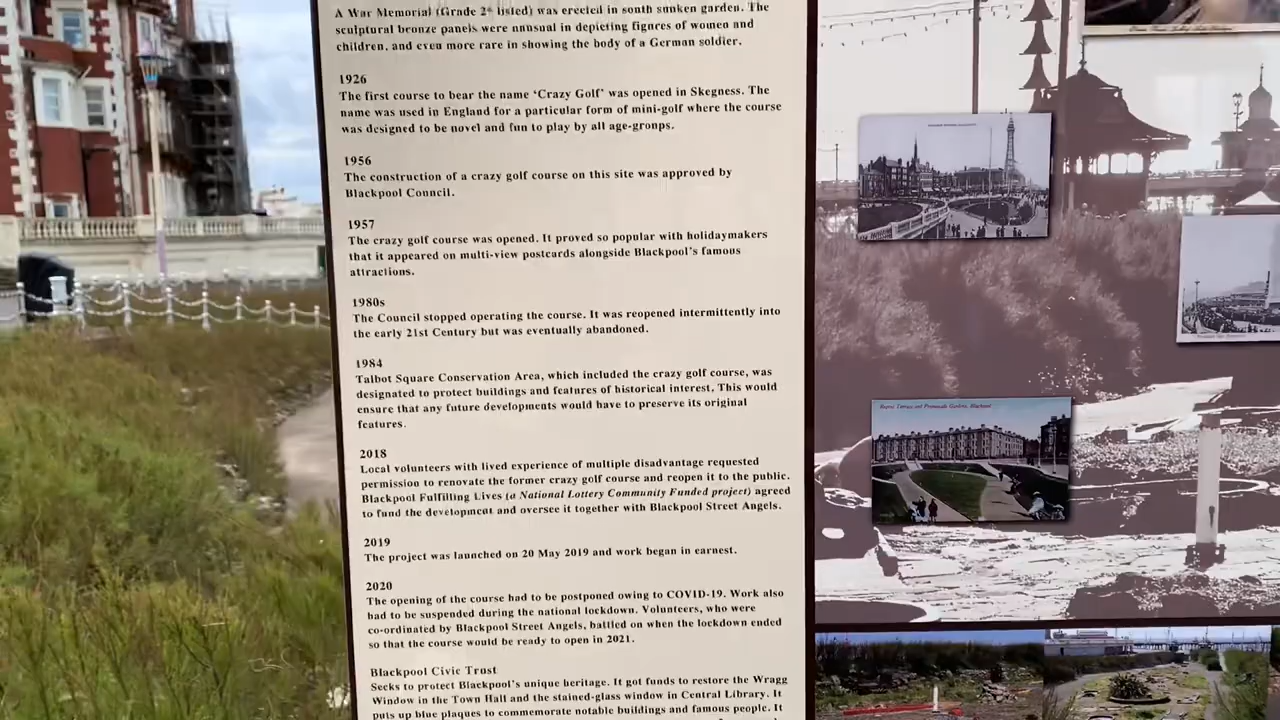 A War Memorial (Grade 2* listed) was erected in south sunken garden. The
sculptural bronze panels were unusual in depicting figures of women and
children, and even more rare in showing the body of a German soldier.
1926
The first course to bear the name ‘Crazy Golf’ was opened in Skegness. The
name was used in England for a particular form of mini-golf where the course
was designed to be novel and fun to play by all age-groups.
1956
The construction of a crazy golf course on this site was approved by
Blackpool Council.
1957
The crazy golf course was opened. It proved so popular with holidaymakers
that it appeared on multi-view postcards alongside Blackpool's famous
attractions.
1980s
The Council stopped operating the course. It was reopened intermittently into
the early 21st Century but was eventually abandoned.
1984
Talbot Square Conservation Area, which included the crazy golf course, was
designated to protect buildings and features of historical interest. This would
ensure that any future developments would have to preserve its original
features.
2018
Local volunteers with lived experience of multiple disadvantage requested
permission to renovate the former crazy golf course and reopen it to the public.
Blackpool Fulfilling Lives (a National Lottery Community Funded project) agreed
to fund the development and oversee it together with Blackpool Street Angels.
2019
The project was launched on 20 May 2019 and work began in earnest.
2020
The opening of the course had to be postponed owing to COVID-19. Work also
had to be suspended during the national lockdown. Volunteers, who were
co-ordinated by Blackpool Street Angels, battled on when the lockdown ended
so that the course would be ready to open in 2021.
Blackpool Civic Trust
Seeks to protect Blackpool's unique heritage. It got funds to restore the Wragg
Window in the Town Hall and the stained-glass window in Central Library. It
puts up blue plaques to commemorate notable buildings and famous people. It
Terrace and Promenade Gardens, Blackpool